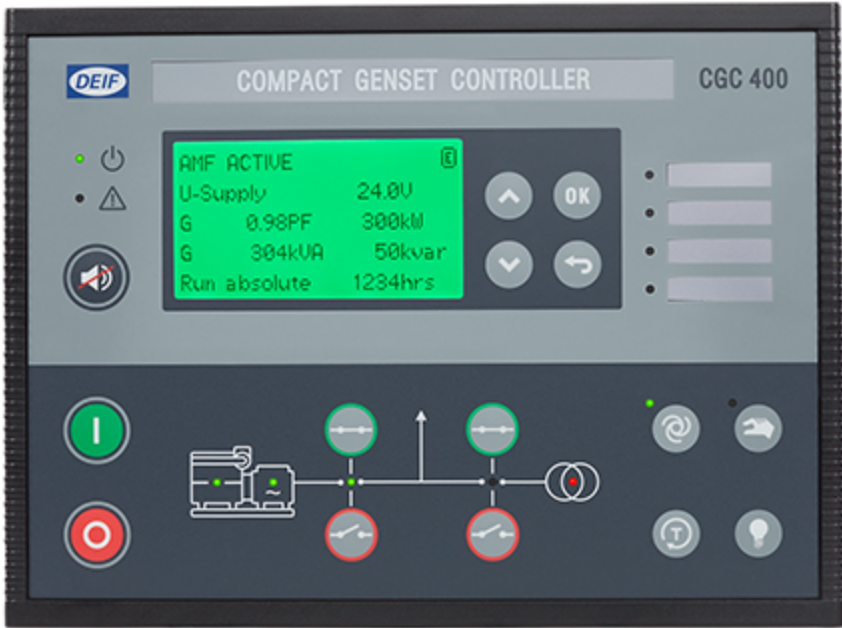 DEIF
COMPACT GENSET CONTROLLER
CGC 400
AMF ACTIVE E
U-Supply 24.0V
G 0.98PF 300kW
G 304kVA 50kvar
Run absolute 1234hrs
OK
I
O
T